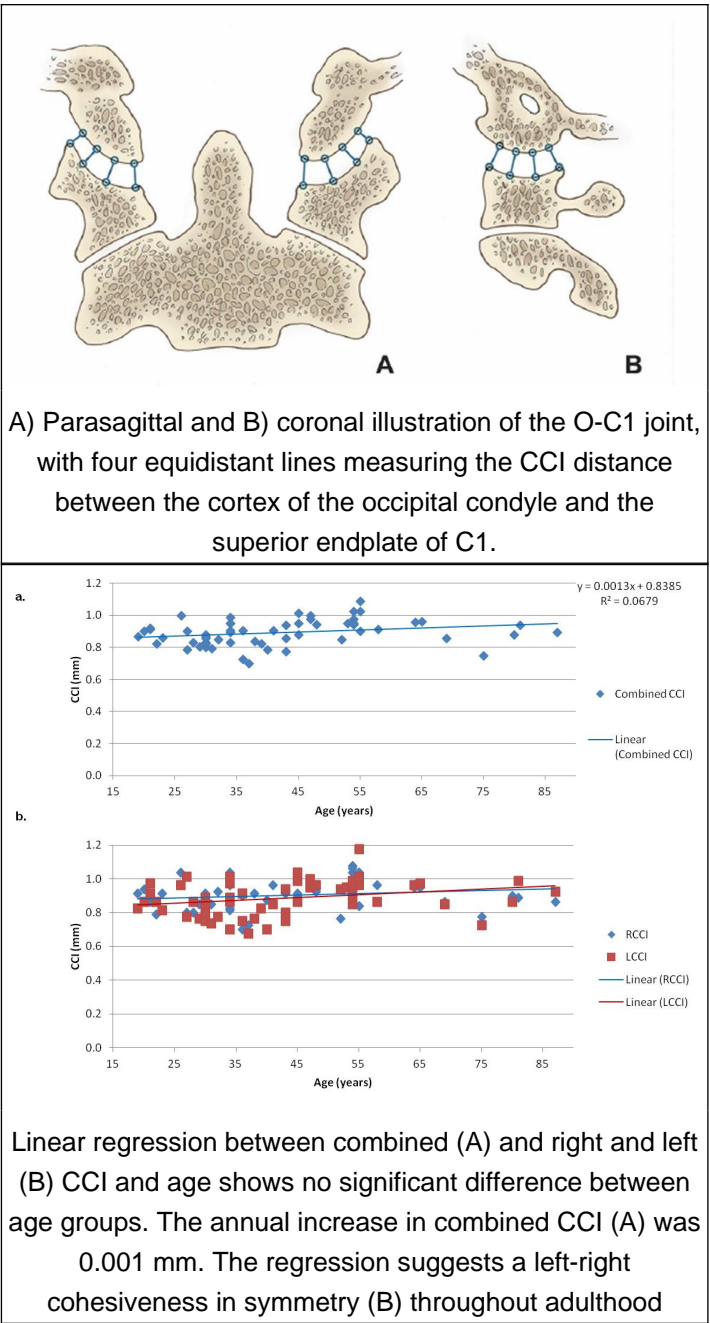 A
B
A) Parasagittal and B) coronal illustration of the O-C1 joint,
with four equidistant lines measuring the CCI distance
between the cortex of the occipital condyle and the
superior endplate of C1.
a.
y = 0.0013x + 0.8385
R² = 0.0679
1.2
1.0
0.8
0.6
0.4
0.2
0.0
CCI (mm)
15 25 35 45 55 65 75 85
Age (years)
Combined CCI
Linear
(Combined CCI)
b.
1.2
1.0
0.8
0.6
0.4
0.2
0.0
CCI (mm)
15 25 35 45 55 65 75 85
Age (years)
RCCI
LCCI
Linear (RCCI)
Linear (LCCI)
Linear regression between combined (A) and right and left
(B) CCI and age shows no significant difference between
age groups. The annual increase in combined CCI (A) was
0.001 mm. The regression suggests a left-right
cohesiveness in symmetry (B) throughout adulthood